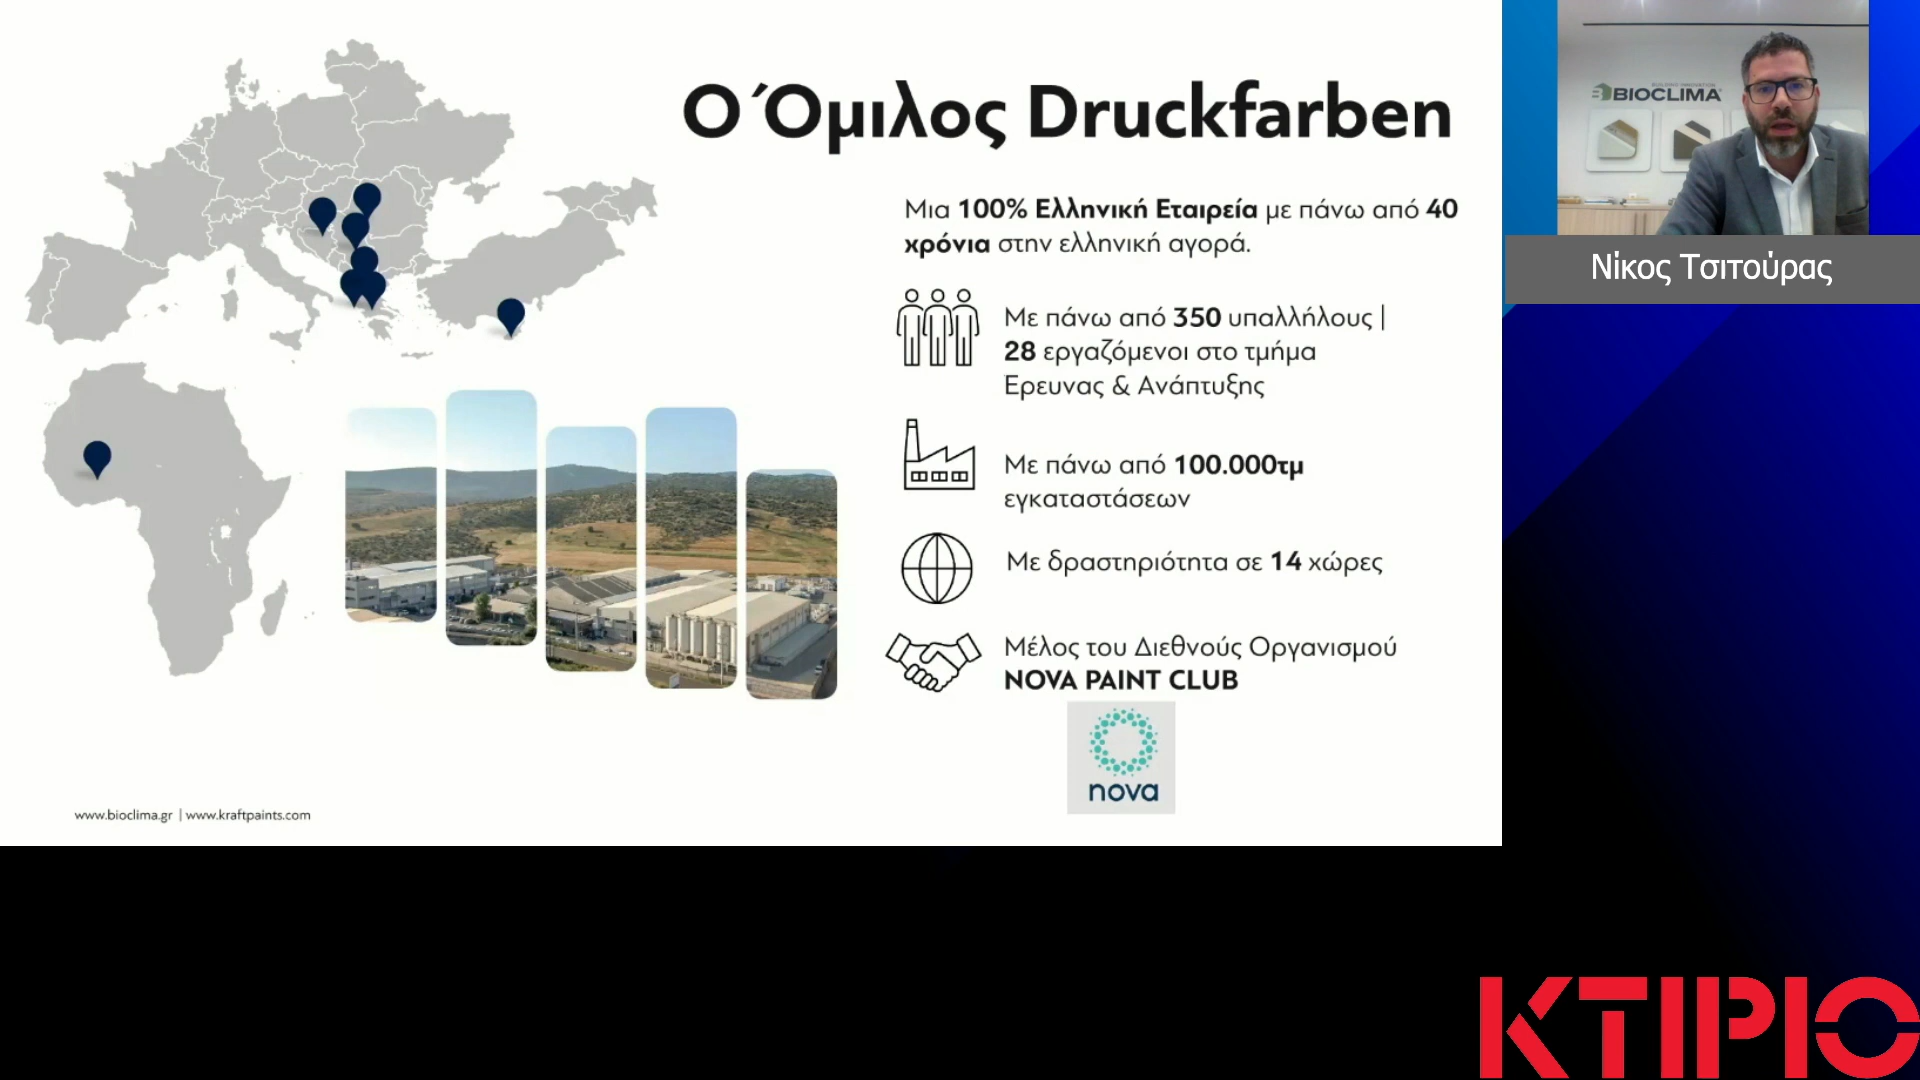 Ο Όμιλος Druckfarben
Μια 100% Ελληνική Εταιρεία με πάνω από 40
χρόνια στην ελληνική αγορά.
Με πάνω από 350 υπαλλήλους |
28 εργαζόμενοι στο τμήμα
Έρευνας & Ανάπτυξης
Με πάνω από 100.000τμ
εγκαταστάσεων
Με δραστηριότητα σε 14 χώρες
Μέλος του Διεθνούς Οργανισμού
NOVA PAINT CLUB
nova
www.bioclima.gr | www.kraftpaints.com
BIOCLIMA
Νίκος Τσιτούρας
ΚΤΙΡΙΟ